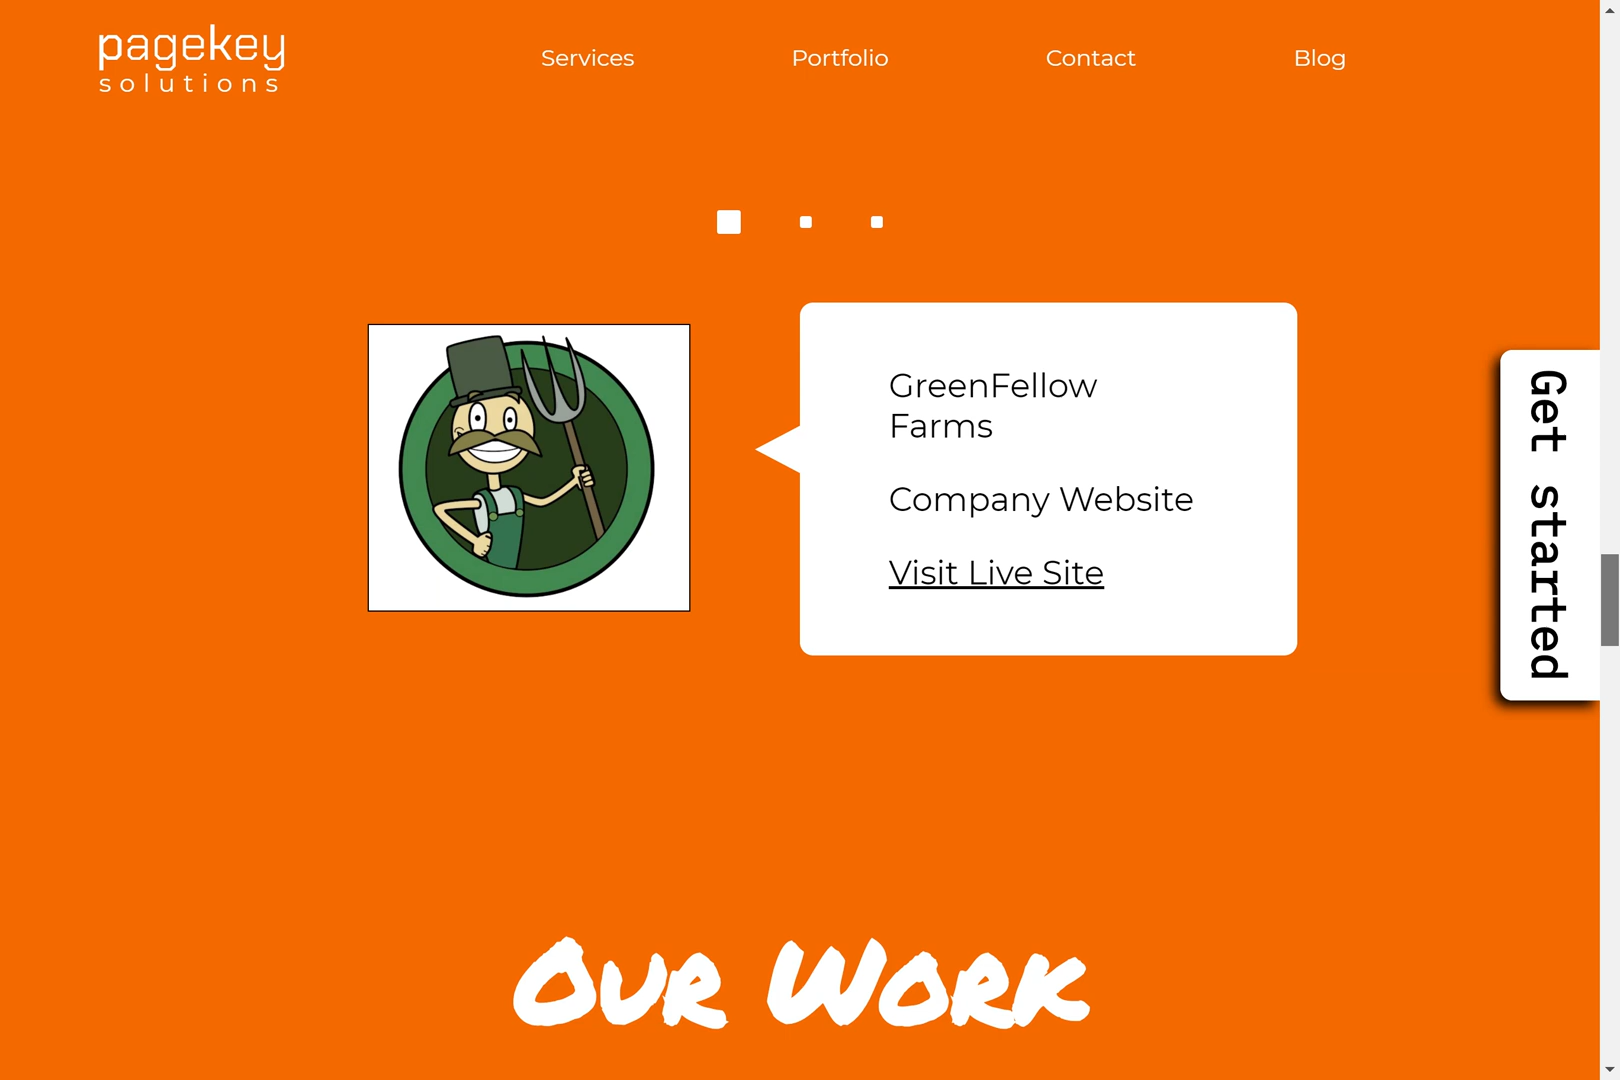 pagekey
solutions
Services
Portfolio
Contact
Blog
GreenFellow
Farms
Company Website
Visit Live Site
Get started
Our Work